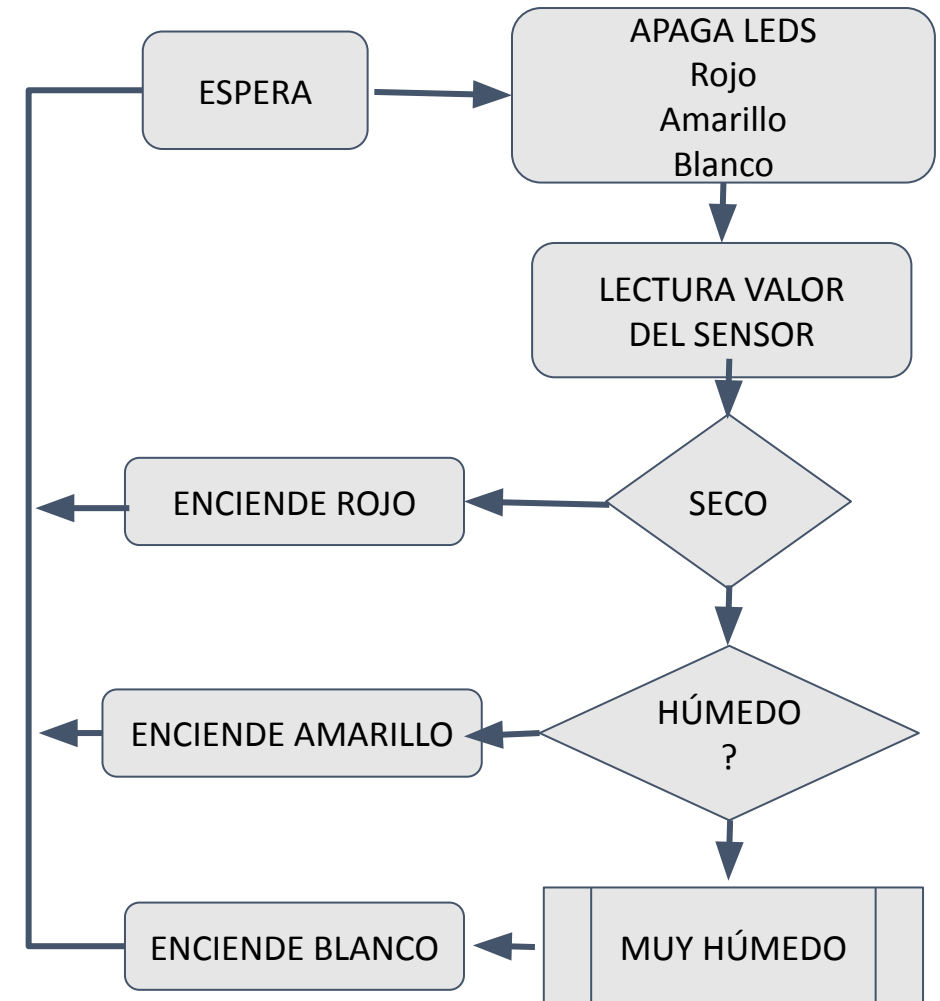 ESPERA
APAGA LEDS
Rojo
Amarillo
Blanco
LECTURA VALOR
DEL SENSOR
SECO
ENCIENDE ROJO
HÚMEDO
?
ENCIENDE AMARILLO
MUY HÚMEDO
ENCIENDE BLANCO